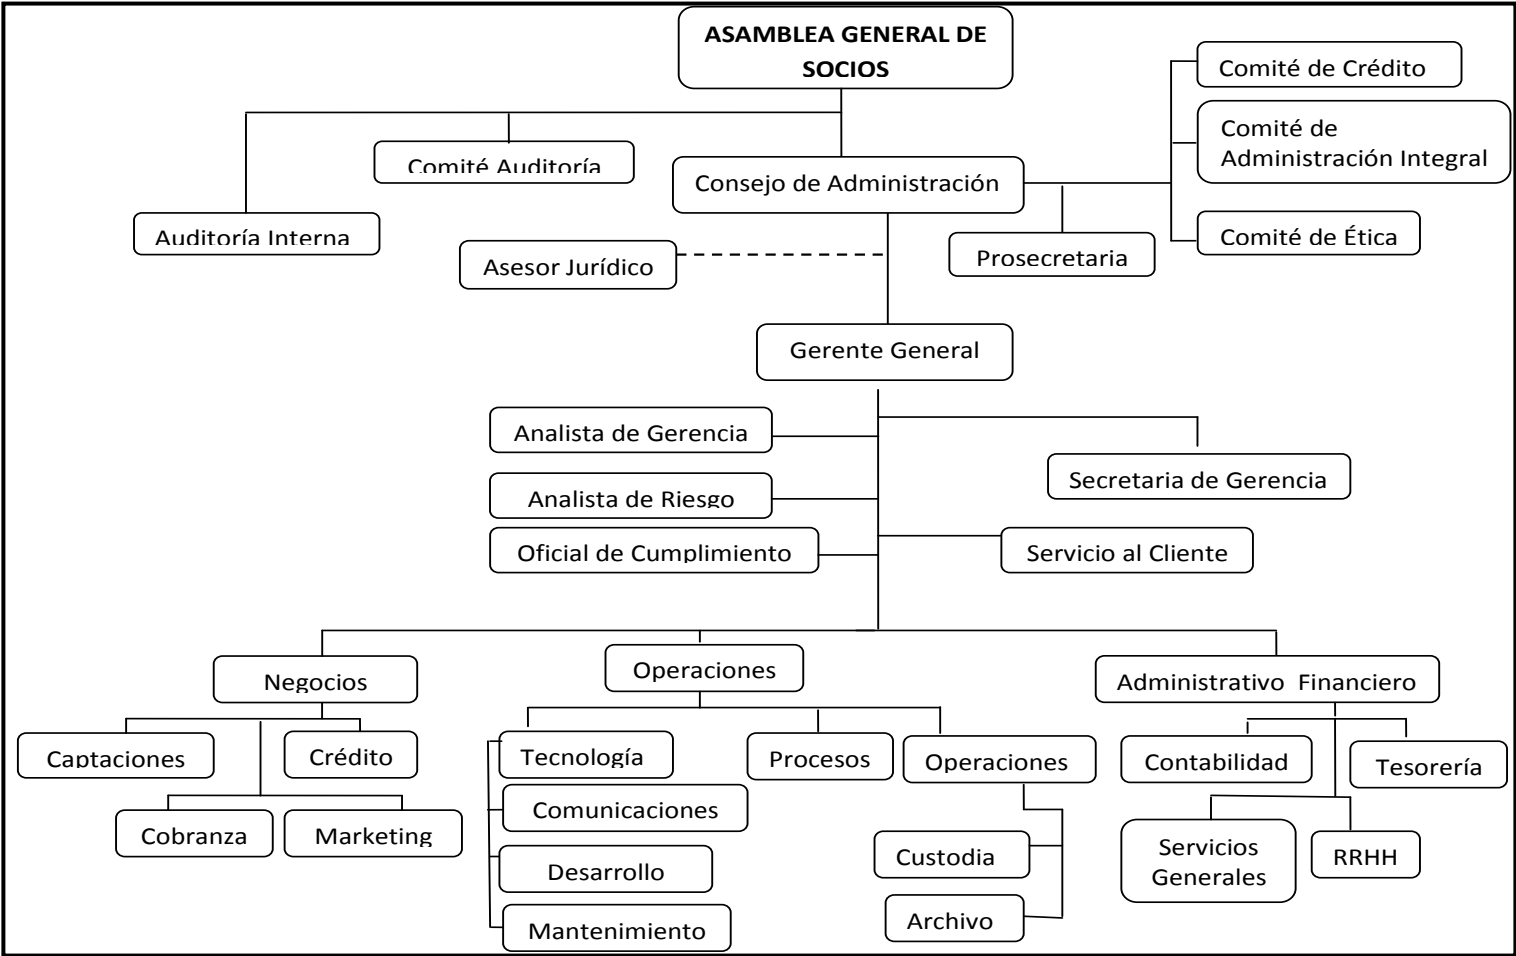 ASAMBLEA GENERAL DE
SOCIOS
Comité de Crédito
Comité de
Administración Integral
Comité Auditoría
Consejo de Administración
Auditoría Interna
Comité de Ética
Prosecretaria
Asesor Jurídico
Gerente General
Analista de Gerencia
Secretaria de Gerencia
Analista de Riesgo
Oficial de Cumplimiento
Servicio al Cliente
Negocios
Operaciones
Administrativo Financiero
Captaciones
Crédito
Tecnología
Procesos
Operaciones
Contabilidad
Tesorería
Cobranza
Marketing
Comunicaciones
Custodia
Servicios
Generales
RRHH
Desarrollo
Archivo
Mantenimiento